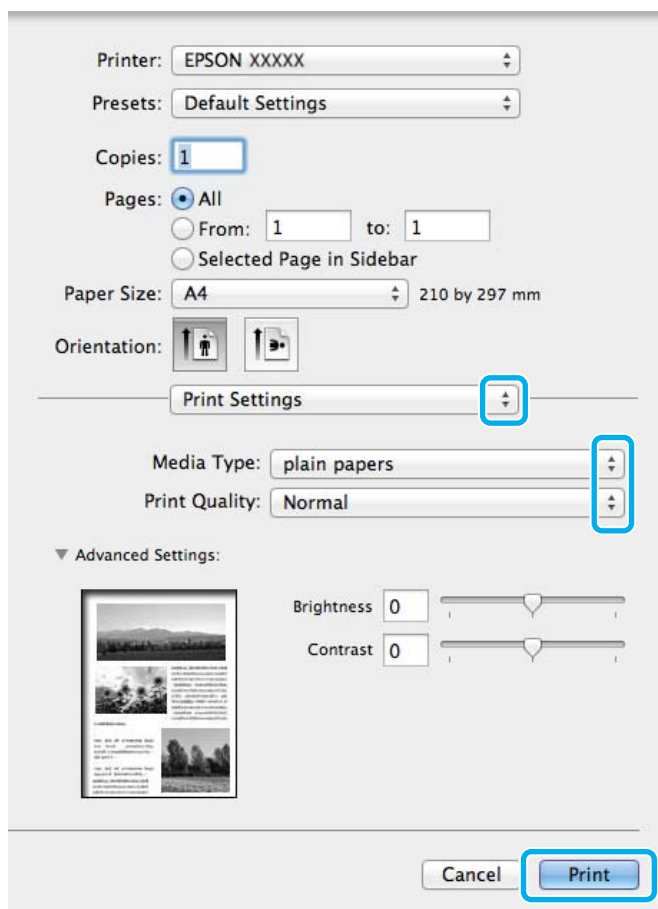 Printer: EPSON XXXXX
Presets: Default Settings
Copies: 1
Pages: All
From: 1 to: 1
Selected Page in Sidebar
Paper Size: A4 210 by 297 mm
Orientation:
Print Settings
Media Type: plain papers
Print Quality: Normal
Advanced Settings:
Brightness 0
Contrast 0
Cancel Print